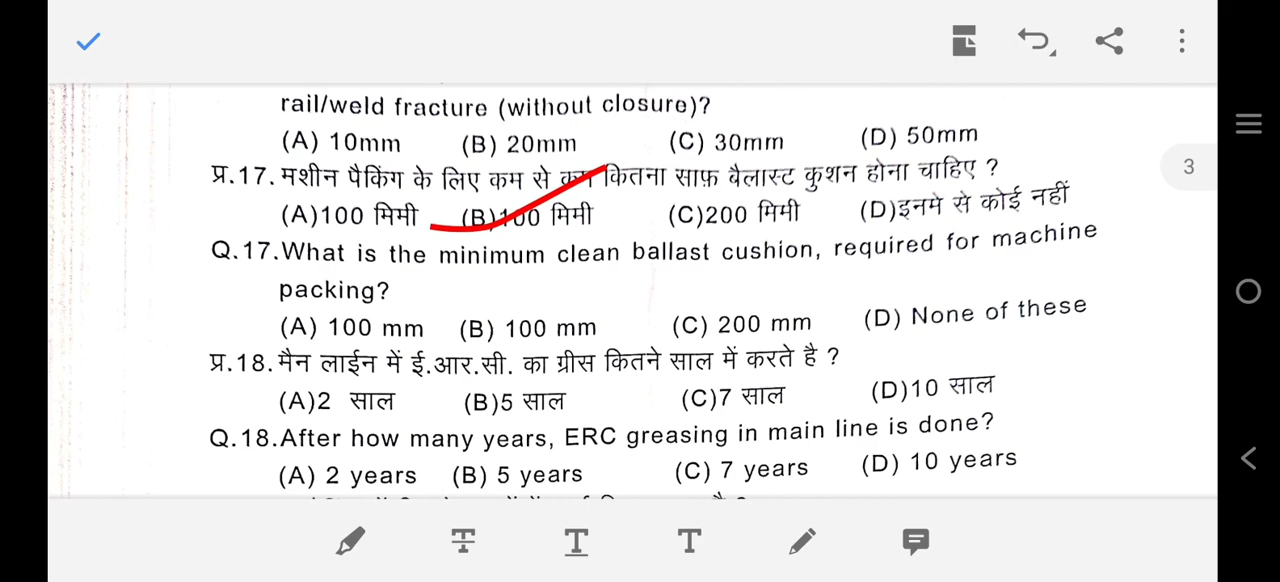 rail/weld fracture (without closure)?
(A) 10mm (B) 20mm (C) 30mm (D) 50mm
3
प्र.17. मशीन पैकिंग के लिए कम से कम कितना साफ़ बैलास्ट कुशन होना चाहिए ?
(A)100 मिमी (B)100 मिमी (C)200 मिमी (D)इनमे से कोई नहीं
Q.17.What is the minimum clean ballast cushion, required for machine
packing?
(A) 100 mm (B) 100 mm (C) 200 mm (D) None of these
प्र.18. मैन लाईन में ई.आर.सी. का ग्रीस कितने साल में करते है ?
(A)2 साल (B)5 साल (C)7 साल (D)10 साल
Q.18.After how many years, ERC greasing in main line is done?
(A) 2 years (B) 5 years (C) 7 years (D) 10 years